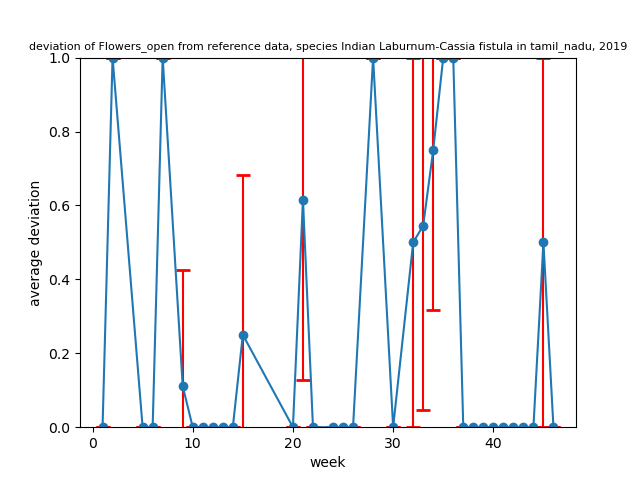 deviation of Flowers_open from reference data, species Indian Laburnum-Cassia fistula in tamil_nadu, 2019
1.0
0.8
0.6
0.4
0.2
0.0
average deviation
0 10 20 30 40
week